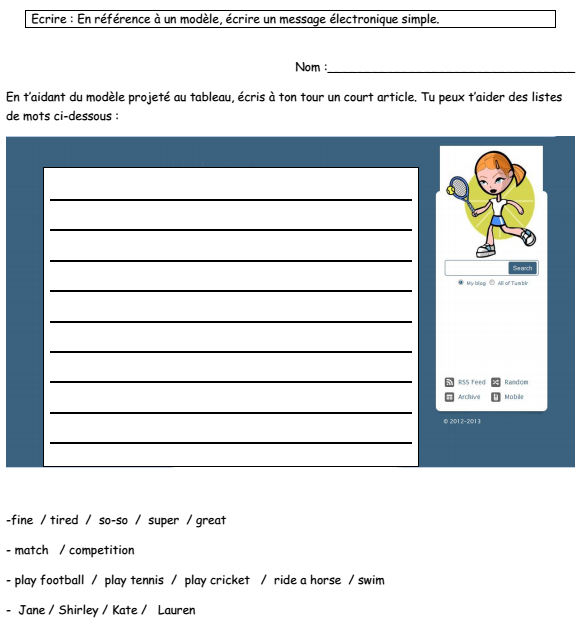 Ecrire : En référence à un modèle, écrire un message électronique simple.
Nom :
En t'aidant du modèle projeté au tableau, écris à ton tour un court article. Tu peux t'aider des listes
de mots ci-dessous :
Search
My blog All of Tumblr
RSS Feed Random
Archive Mobile
© 2012-2013
-fine / tired / so-so / super / great
- match / competition
- play football / play tennis / play cricket / ride a horse / swim
- Jane / Shirley / Kate / Lauren